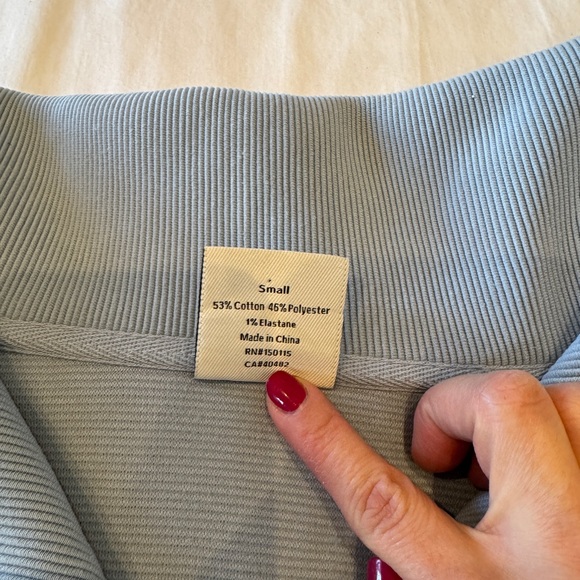 Small
53% Cotton 46% Polyester
1% Elastane
Made in China
RN#150115
CA#40482